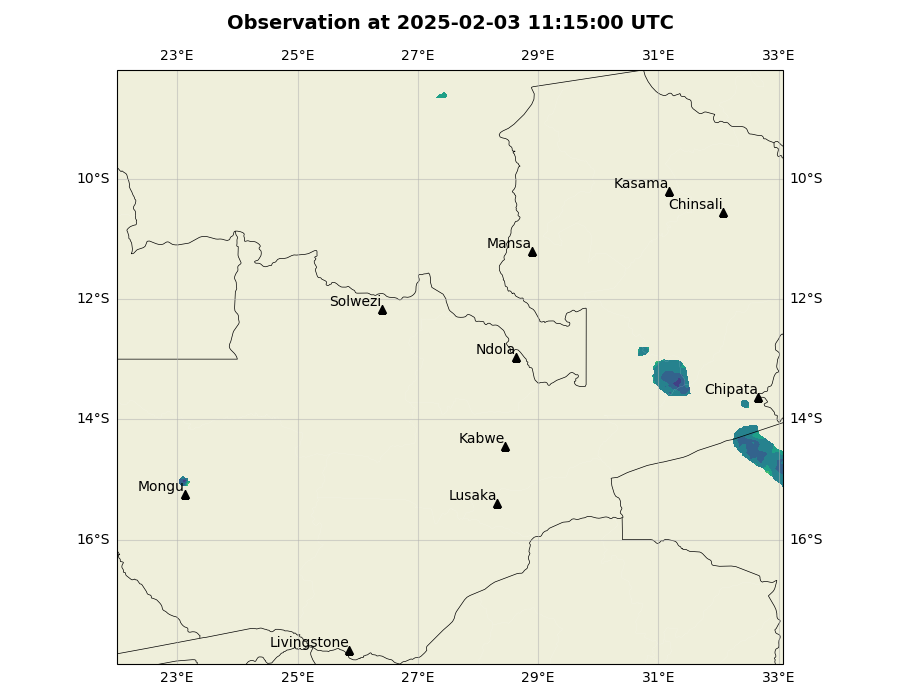 Observation at 2025-02-03 11:15:00 UTC
23°E 25°E 27°E 29°E 31°E 33°E
10°S 10°S
Kasama
Chinsali
Mansa
12°S 12°S
Solwezi
Ndola
Chipata
14°S 14°S
Kabwe
Mongu
Lusaka
16°S 16°S
Livingstone
23°E 25°E 27°E 29°E 31°E 33°E